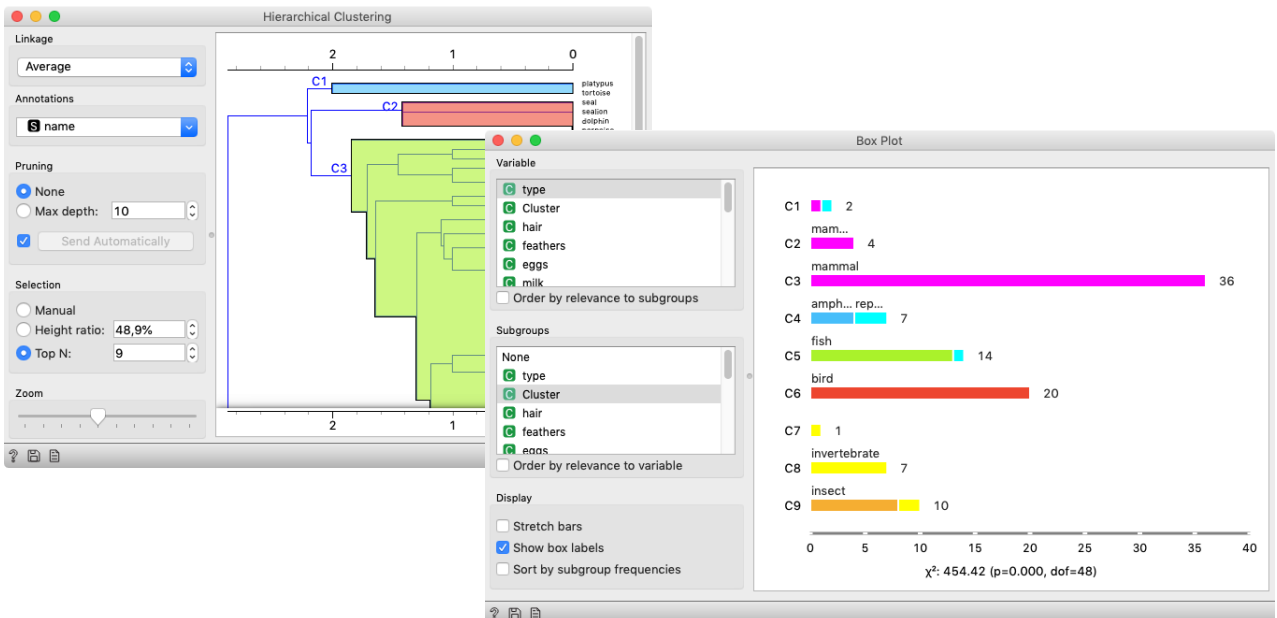 Hierarchical Clustering
Linkage
Average
Annotations
S name
Pruning
None
Max depth: 10
Send Automatically
Selection
Manual
Height ratio: 48,9%
Top N: 9
Zoom
2 1 0
C1
platypus
tortoise
C2
seal
sealion
dolphin
C3
2 1
?
Box Plot
Variable
C type
C Cluster
C hair
C feathers
C eggs
C milk
Order by relevance to subgroups
Subgroups
None
C type
C Cluster
C hair
C feathers
C eggs
Order by relevance to variable
Display
Stretch bars
Show box labels
Sort by subgroup frequencies
C1 2
mam...
C2 4
mammal
C3 36
amph... rep...
C4 7
fish
C5 14
bird
C6 20
C7 1
invertebrate
C8 7
insect
C9 10
0 5 10 15 20 25 30 35 40
χ²: 454.42 (p=0.000, dof=48)
?